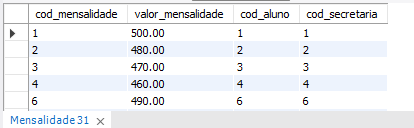 cod_mensalidade valor_mensalidade cod_aluno cod_secretaria
1 500.00 1 1
2 480.00 2 2
3 470.00 3 3
4 460.00 4 4
6 490.00 6 6
Mensalidade 31